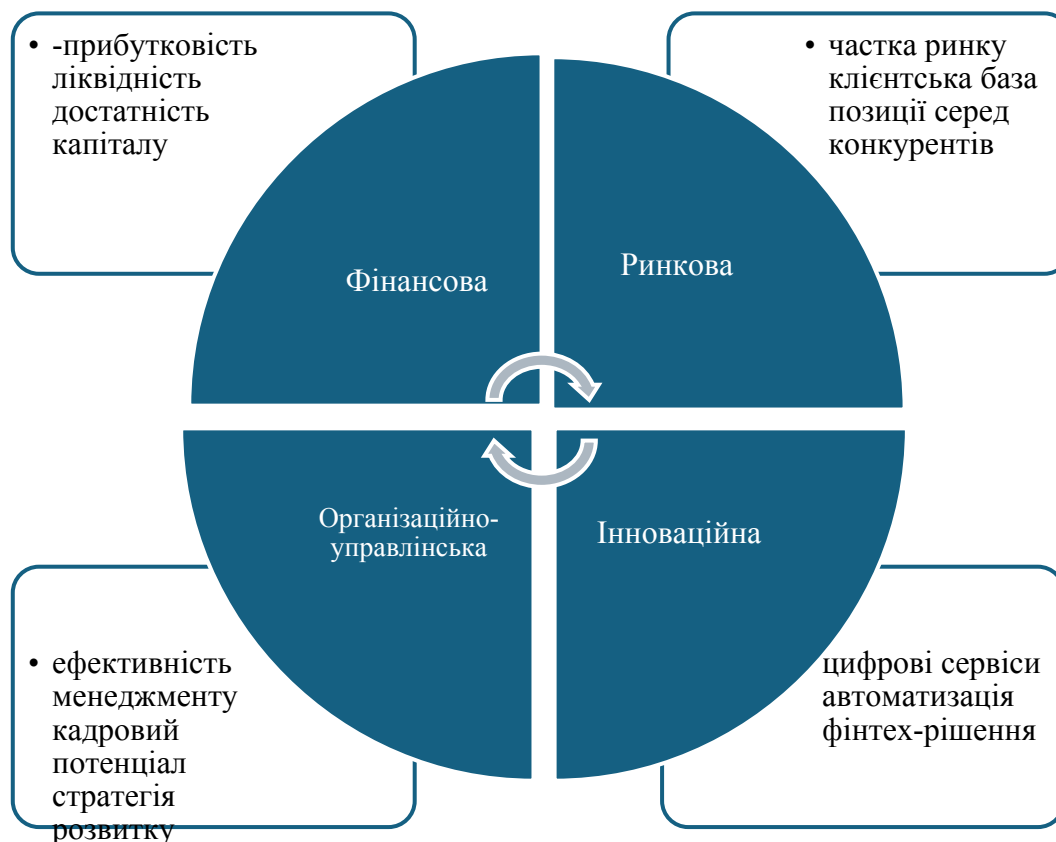 • -прибутковість
ліквідність
достатність
капіталу
• частка ринку
клієнтська база
позиції серед
конкурентів
Фінансова
Ринкова
Організаційно-
управлінська
Інноваційна
• ефективність
менеджменту
кадровий
потенціал
стратегія
розвитку
цифрові сервіси
автоматизація
фінтех-рішення